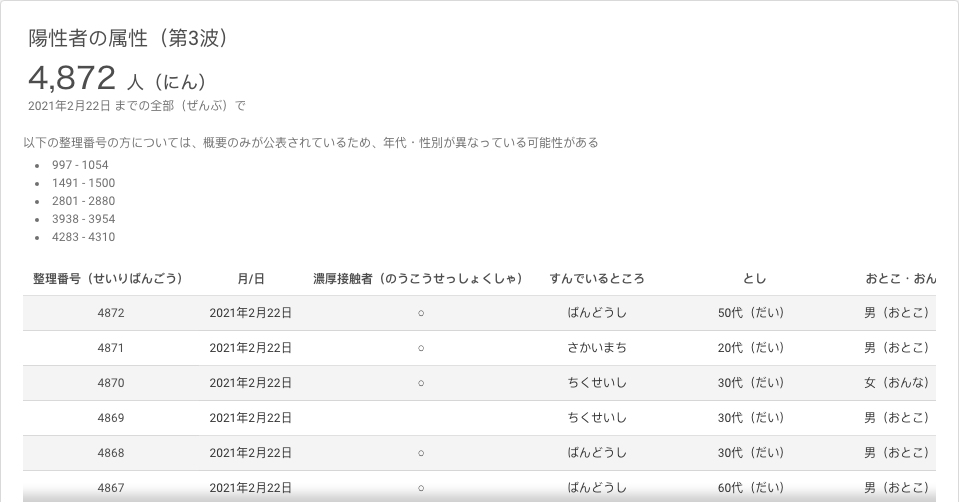 陽性者の属性（第3波）
4,872 人（にん）
2021年2月22日 までの全部（ぜんぶ）で
以下の整理番号の方については、概要のみが公表されているため、年代・性別が異なっている可能性がある
• 997 - 1054
• 1491 - 1500
• 2801 - 2880
• 3938 - 3954
• 4283 - 4310
整理番号（せいりばんごう） 月/日 濃厚接触者（のうこうせっしょくしゃ） すんでいるところ とし おとこ・おん
4872 2021年2月22日 ○ ばんどうし 50代（だい） 男（おとこ）
4871 2021年2月22日 ○ さかいまち 20代（だい） 男（おとこ）
4870 2021年2月22日 ○ ちくせいし 30代（だい） 女（おんな）
4869 2021年2月22日 ちくせいし 30代（だい） 男（おとこ）
4868 2021年2月22日 ○ ばんどうし 30代（だい） 男（おとこ）
4867 2021年2月22日 ○ ばんどうし 60代（だい） 男（おとこ）